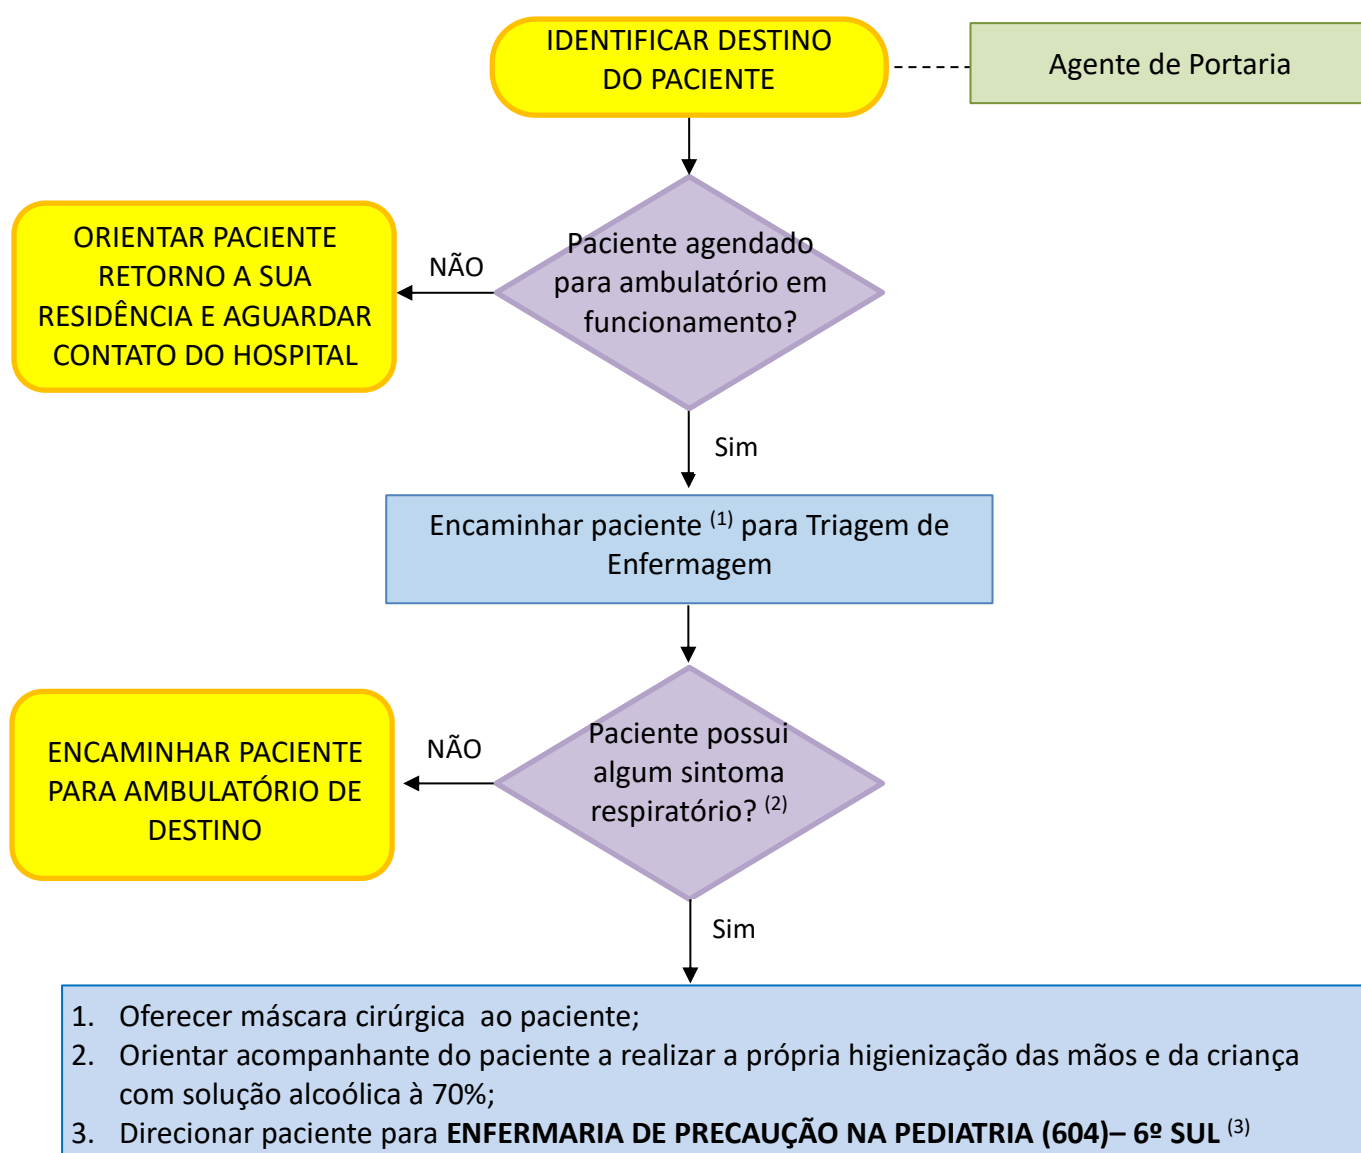 IDENTIFICAR DESTINO
DO PACIENTE
Agente de Portaria
Paciente agendado
para ambulatório em
funcionamento?
NÃO
ORIENTAR PACIENTE
RETORNO A SUA
RESIDÊNCIA E AGUARDAR
CONTATO DO HOSPITAL
Sim
Encaminhar paciente (1) para Triagem de
Enfermagem
Paciente possui
algum sintoma
respiratório? (2)
NÃO
ENCAMINHAR PACIENTE
PARA AMBULATÓRIO DE
DESTINO
Sim
1. Oferecer máscara cirúrgica ao paciente;
2. Orientar acompanhante do paciente a realizar a própria higienização das mãos e da criança
com solução alcoólica à 70%;
3. Direcionar paciente para ENFERMARIA DE PRECAUÇÃO NA PEDIATRIA (604)– 6º SUL (3)